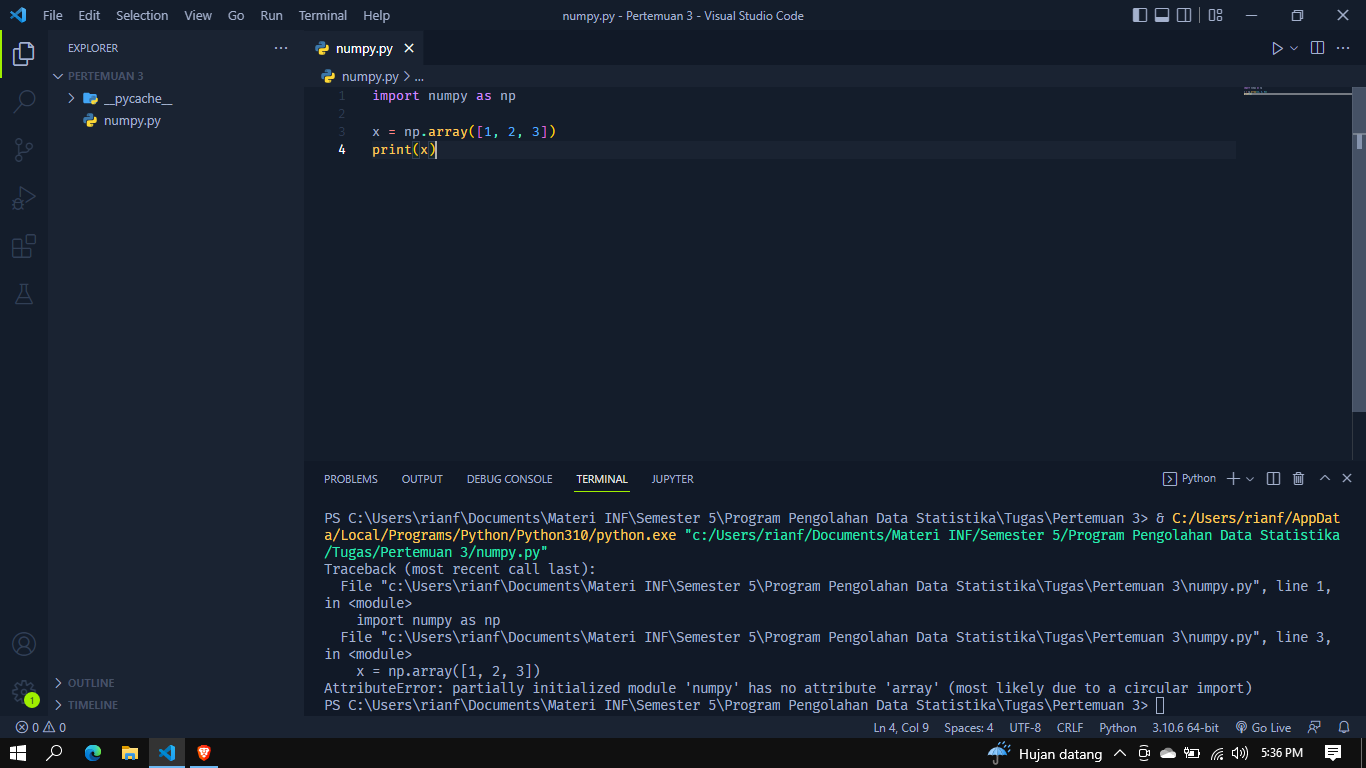 File Edit Selection View Go Run Terminal Help
numpy.py - Pertemuan 3 - Visual Studio Code
EXPLORER
PERTEMUAN 3
__pycache__
numpy.py
numpy.py
numpy.py > ...
1 import numpy as np
2
3 x = np.array([1, 2, 3])
4 print(x)
PROBLEMS OUTPUT DEBUG CONSOLE TERMINAL JUPYTER
Python
PS C:\Users\rianf\Documents\Materi INF\Semester 5\Program Pengolahan Data Statistika\Tugas\Pertemuan 3> & C:/Users/rianf/AppDat
a/Local/Programs/Python/Python310/python.exe "c:/Users/rianf/Documents/Materi INF/Semester 5/Program Pengolahan Data Statistika
/Tugas/Pertemuan 3/numpy.py"
Traceback (most recent call last):
File "c:\Users\rianf\Documents\Materi INF\Semester 5\Program Pengolahan Data Statistika\Tugas\Pertemuan 3\numpy.py", line 1,
in <module>
import numpy as np
File "c:\Users\rianf\Documents\Materi INF\Semester 5\Program Pengolahan Data Statistika\Tugas\Pertemuan 3\numpy.py", line 3,
in <module>
x = np.array([1, 2, 3])
AttributeError: partially initialized module 'numpy' has no attribute 'array' (most likely due to a circular import)
PS C:\Users\rianf\Documents\Materi INF\Semester 5\Program Pengolahan Data Statistika\Tugas\Pertemuan 3>
OUTLINE
TIMELINE
1
0 0
Ln 4, Col 9 Spaces: 4 UTF-8 CRLF Python 3.10.6 64-bit Go Live
Hujan datang
5:36 PM